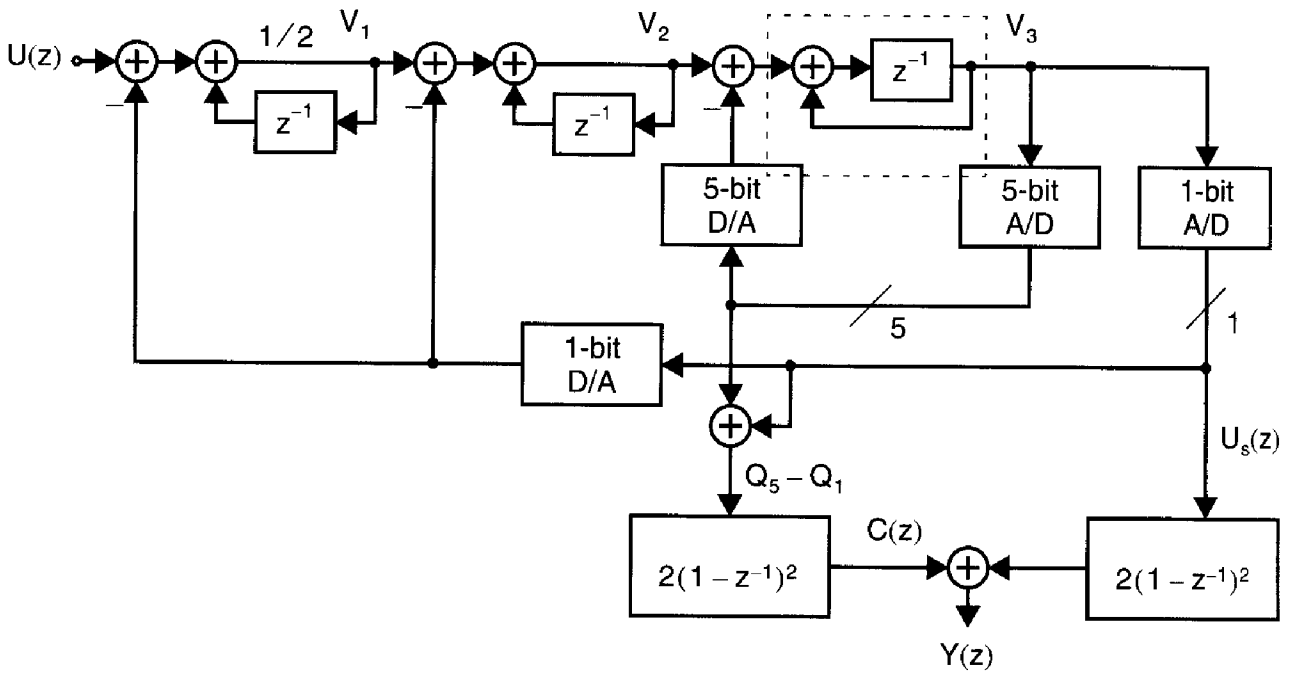 U(z)
1/2
V₁
V₂
V₃
–
–
–
z⁻¹
z⁻¹
z⁻¹
5-bit
D/A
5-bit
A/D
1-bit
A/D
5
1
1-bit
D/A
Uₛ(z)
Q₅ – Q₁
2(1 – z⁻¹)²
C(z)
2(1 – z⁻¹)²
Y(z)